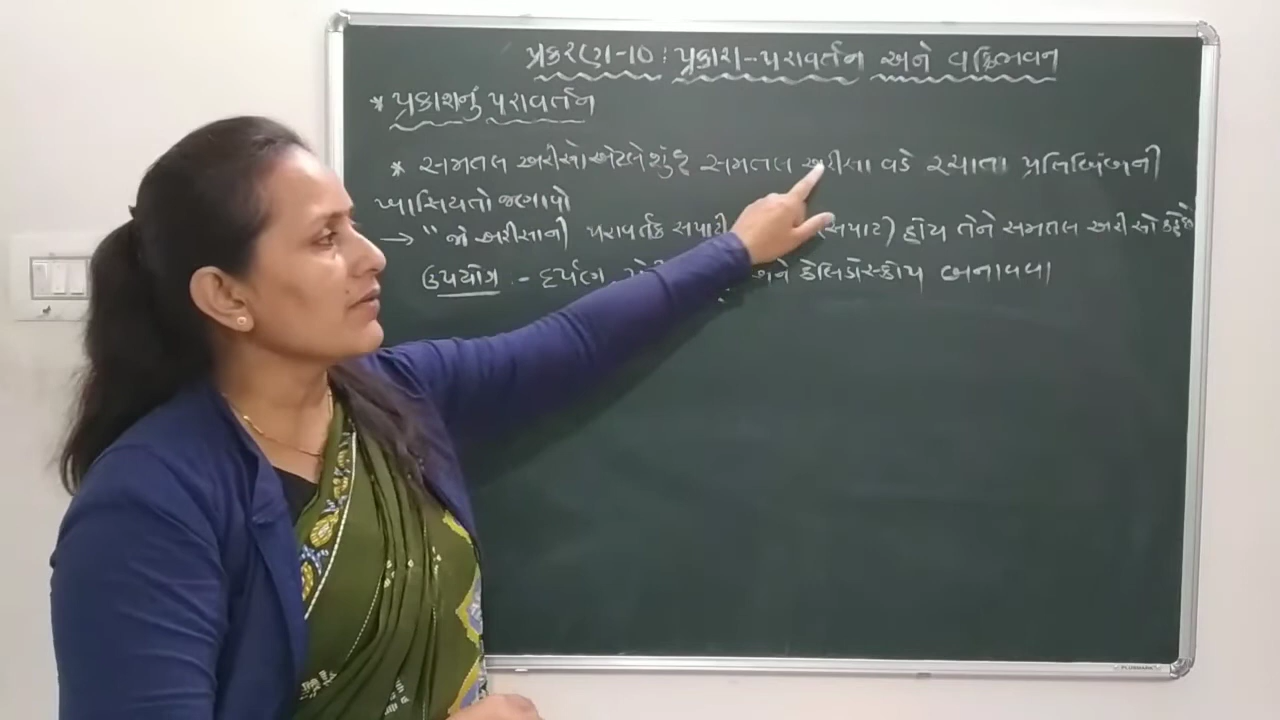 પ્રકરણ-10 : પ્રકાશ-પરાવર્તન અને વક્રિભવન
* પ્રકાશનું પરાવર્તન
* સમતલ અરીસો એટલે શું? સમતલ અરીસા વડે રચાતા પ્રતિબિંબની
ખાસિયતો જણાવો
→ "જો અરીસાની પરાવર્તક સપાટી (સપાટ) હોય તેને સમતલ અરીસો કહે છે
ઉપયોગ - દર્પણ અને કેલિડોસ્કોપ બનાવવા
PLUSMARK